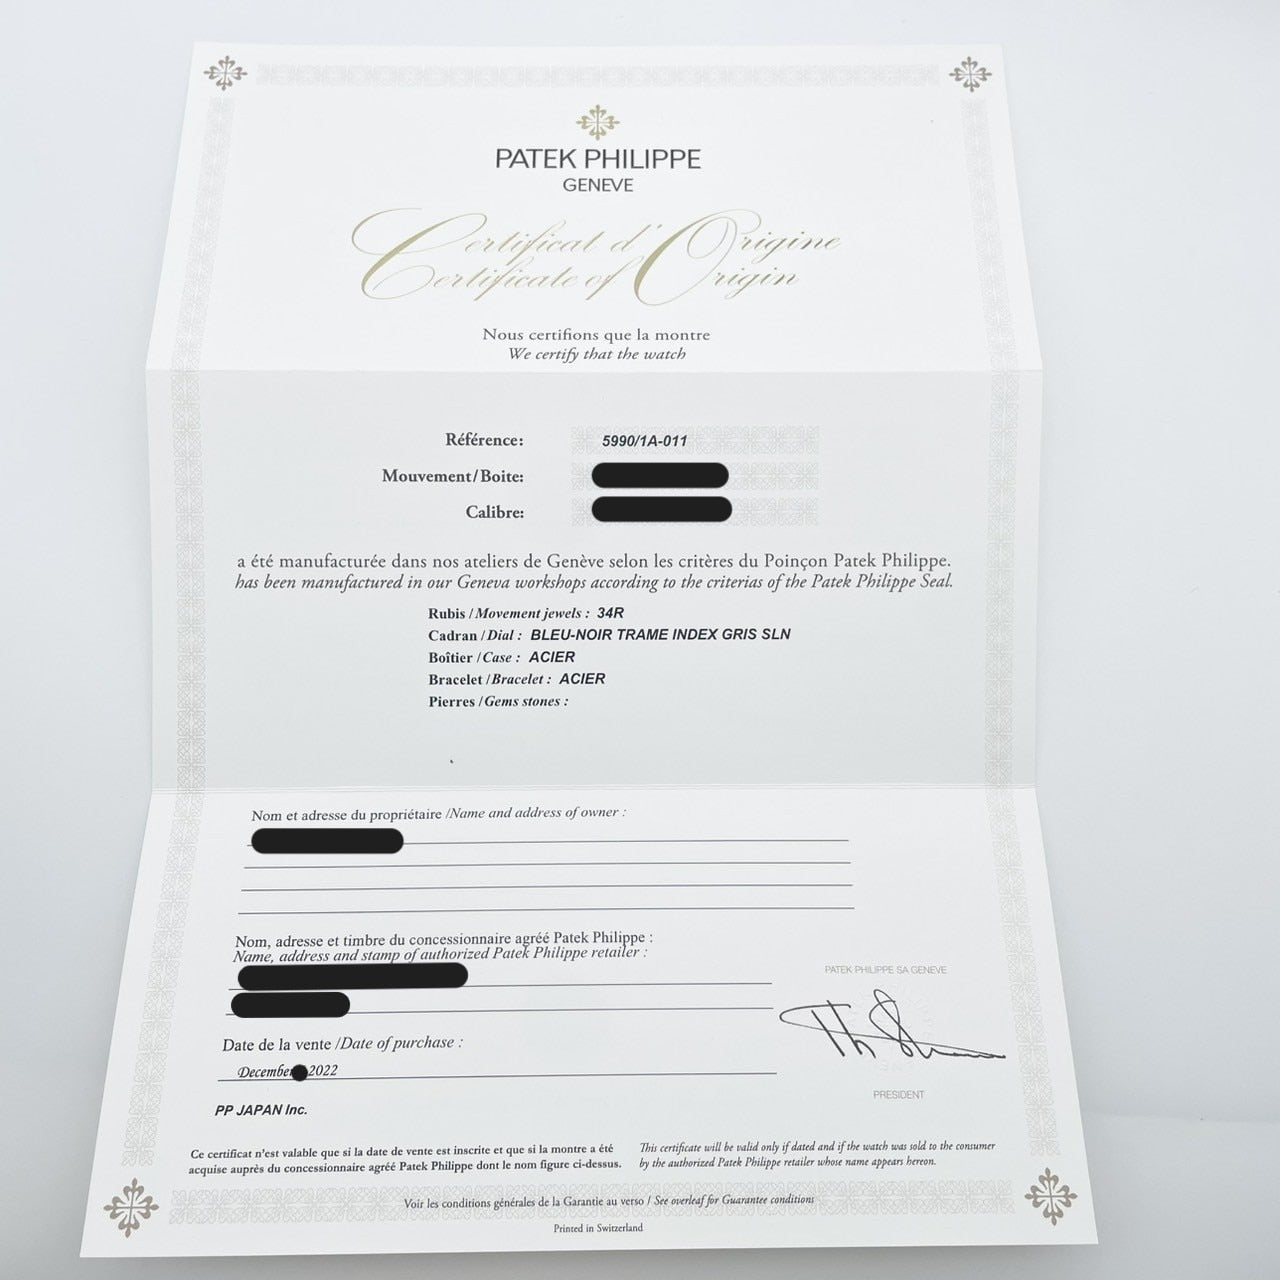 PATEK PHILIPPE
GENEVE
Certificat d'Origine
Certificate of Origin
Nous certifions que la montre
We certify that the watch
Référence: 5990/1A-011
Mouvement/Boite:
Calibre:
a été manufacturée dans nos ateliers de Genève selon les critères du Poinçon Patek Philippe.
has been manufactured in our Geneva workshops according to the criterias of the Patek Philippe Seal.
Rubis / Movement jewels : 34R
Cadran / Dial : BLEU-NOIR TRAME INDEX GRIS SLN
Boîtier / Case : ACIER
Bracelet / Bracelet : ACIER
Pierres / Gems stones :
Nom et adresse du propriétaire /Name and address of owner :
Nom, adresse et timbre du concessionnaire agréé Patek Philippe :
Name, address and stamp of authorized Patek Philippe retailer :
PATEK PHILIPPE SA GENEVE
Date de la vente /Date of purchase :
December 2022
PRESIDENT
PP JAPAN Inc.
Ce certificat n'est valable que si la date de vente est inscrite et que si la montre a été
acquise auprès du concessionnaire agréé Patek Philippe dont le nom figure ci-dessus.
This certificate will be valid only if dated and if the watch was sold to the consumer
by the authorized Patek Philippe retailer whose name appears hereon.
Voir les conditions générales de la Garantie au verso / See overleaf for Guarantee conditions
Printed in Switzerland